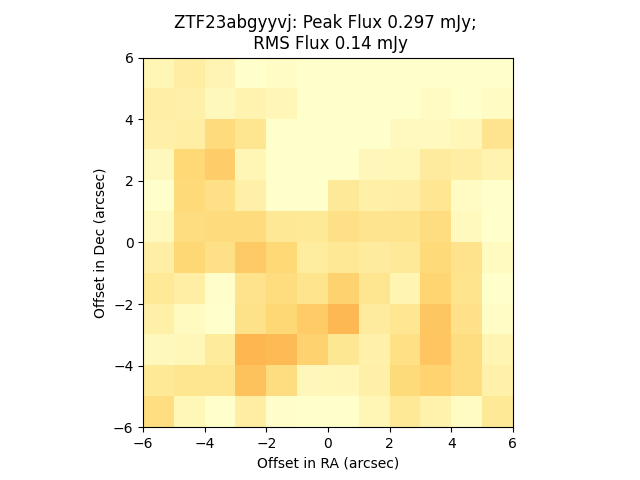 ZTF23abgyyvj: Peak Flux 0.297 mJy;
RMS Flux 0.14 mJy
6
4
2
0
−2
−4
−6
Offset in Dec (arcsec)
−6 −4 −2 0 2 4 6
Offset in RA (arcsec)